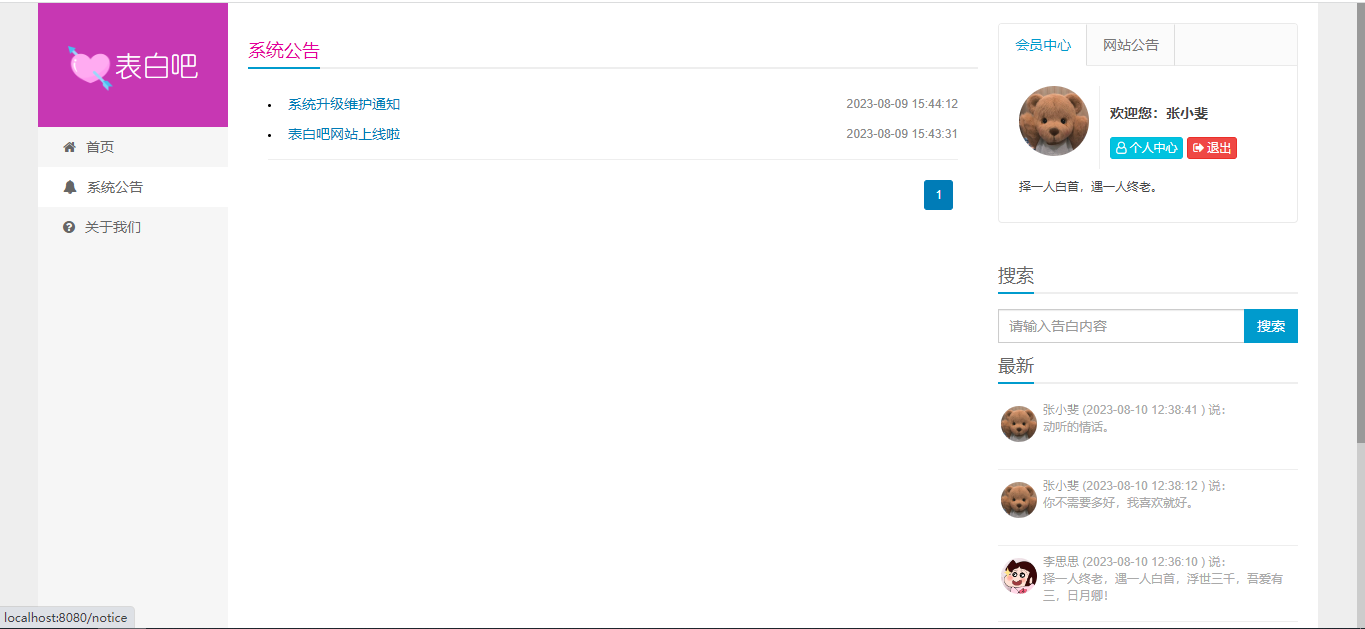 表白吧
首页
系统公告
关于我们
系统公告
系统升级维护通知 2023-08-09 15:44:12
表白吧网站上线啦 2023-08-09 15:43:31
1
会员中心 网站公告
欢迎您：张小斐
个人中心 退出
择一人白首，遇一人终老。
搜索
请输入告白内容 搜索
最新
张小斐 (2023-08-10 12:38:41 ) 说：
动听的情话。
张小斐 (2023-08-10 12:38:12 ) 说：
你不需要多好，我喜欢就好。
李思思 (2023-08-10 12:36:10 ) 说：
择一人终老，遇一人白首，浮世三千，吾爱有
三，日月卿！
localhost:8080/notice